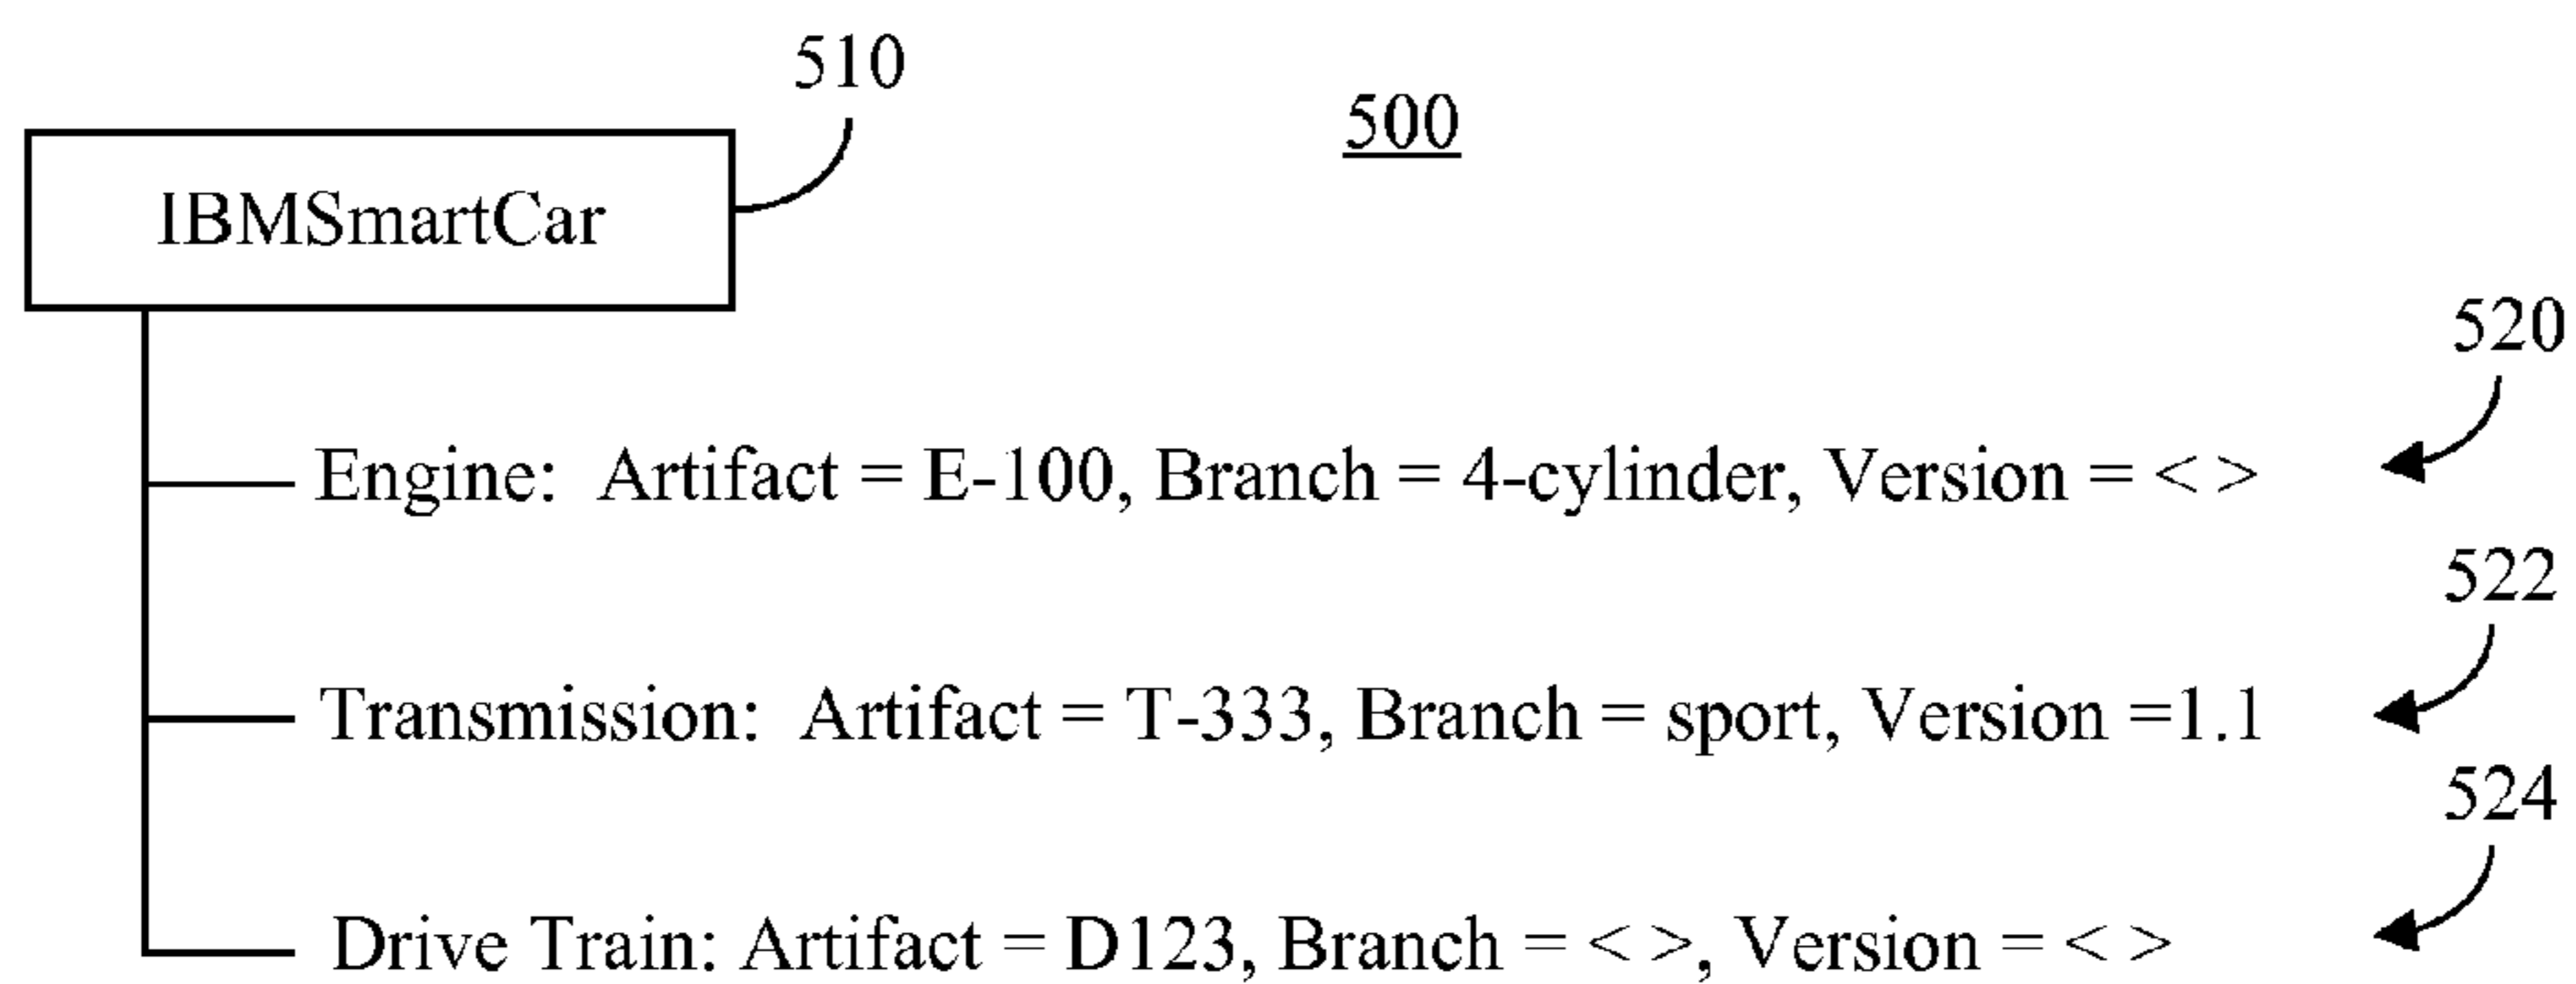 510
500
IBMSmartCar
520
Engine: Artifact = E-100, Branch = 4-cylinder, Version = < >
522
Transmission: Artifact = T-333, Branch = sport, Version =1.1
524
Drive Train: Artifact = D123, Branch = < >, Version = < >